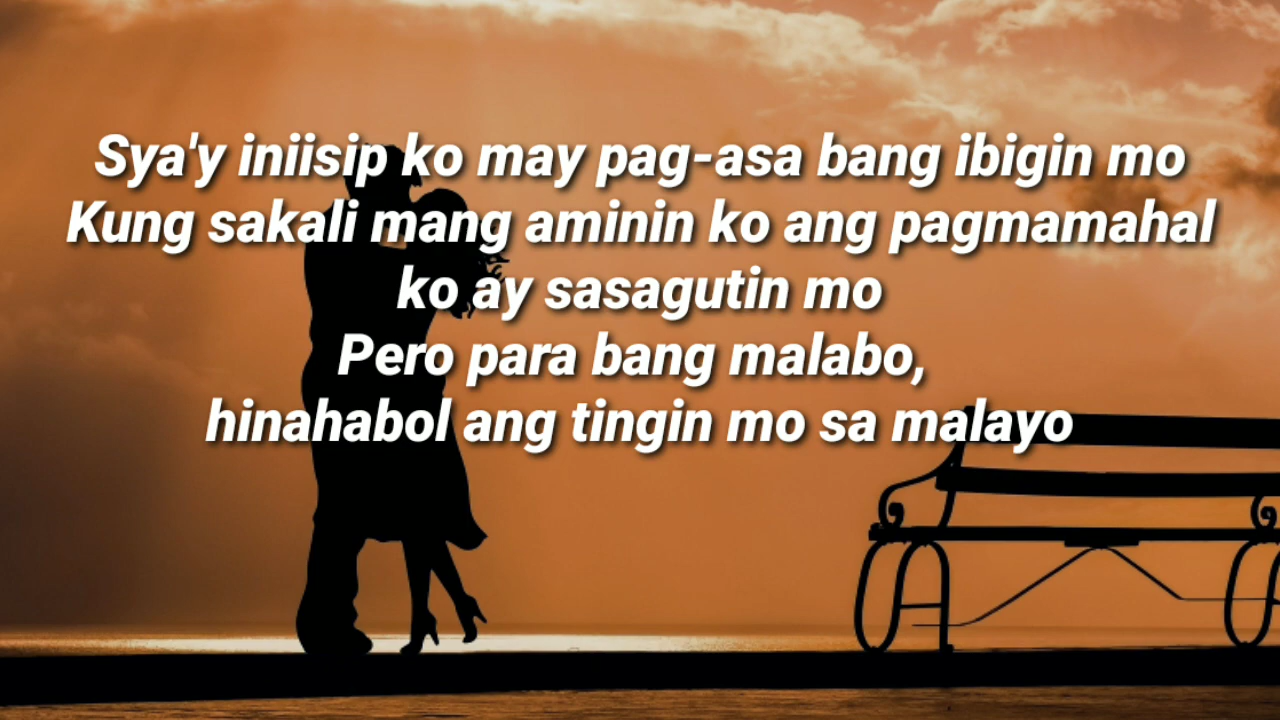 Sya'y iniisip ko may pag-asa bang ibigin mo
Kung sakali mang aminin ko ang pagmamahal
ko ay sasagutin mo
Pero para bang malabo,
hinahabol ang tingin mo sa malayo